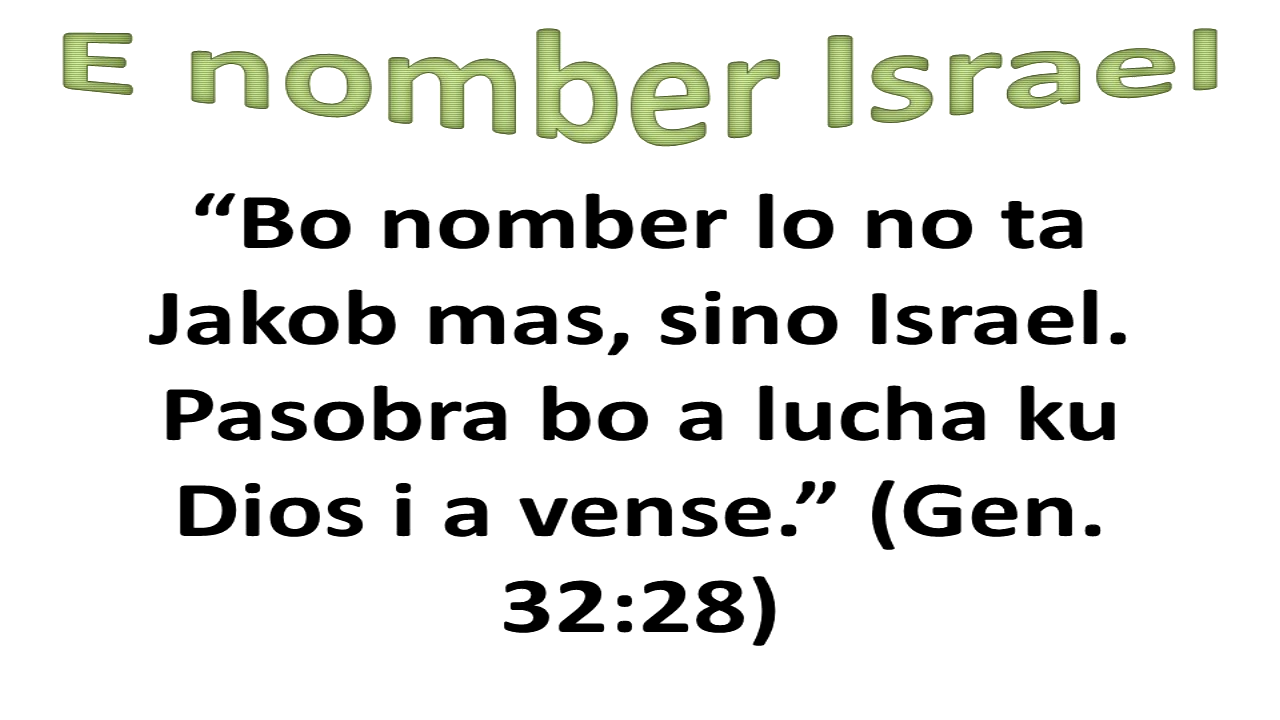 E nomber Israel
“Bo nomber lo no ta
Jakob mas, sino Israel.
Pasobra bo a lucha ku
Dios i a vense.” (Gen.
32:28)